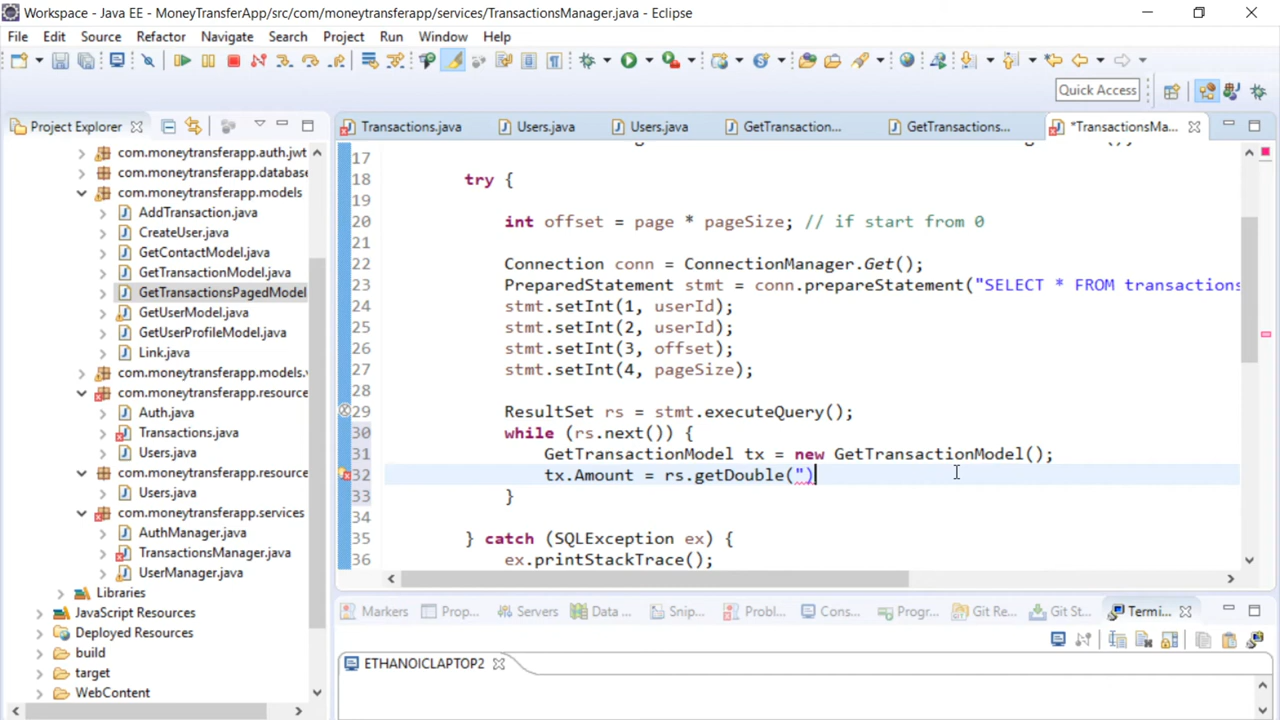 Workspace - Java EE - MoneyTransferApp/src/com/moneytransferapp/services/TransactionsManager.java - Eclipse
File Edit Source Refactor Navigate Search Project Run Window Help
Quick Access
Project Explorer
Transactions.java
Users.java
Users.java
GetTransaction...
GetTransactions...
*TransactionsMa...
com.moneytransferapp.auth.jwt
com.moneytransferapp.database
com.moneytransferapp.models
AddTransaction.java
CreateUser.java
GetContactModel.java
GetTransactionModel.java
GetTransactionsPagedModel
GetUserModel.java
GetUserProfileModel.java
Link.java
com.moneytransferapp.models.v
com.moneytransferapp.resource
Auth.java
Transactions.java
Users.java
com.moneytransferapp.resource
Users.java
com.moneytransferapp.services
AuthManager.java
TransactionsManager.java
UserManager.java
Libraries
JavaScript Resources
Deployed Resources
build
target
WebContent
17
18 try {
19
20 int offset = page * pageSize; // if start from 0
21
22 Connection conn = ConnectionManager.Get();
23 PreparedStatement stmt = conn.prepareStatement("SELECT * FROM transactions
24 stmt.setInt(1, userId);
25 stmt.setInt(2, userId);
26 stmt.setInt(3, offset);
27 stmt.setInt(4, pageSize);
28
29 ResultSet rs = stmt.executeQuery();
30 while (rs.next()) {
31 GetTransactionModel tx = new GetTransactionModel();
32 tx.Amount = rs.getDouble(")
33 }
34
35 } catch (SQLException ex) {
36 ex.printStackTrace();
Markers
Prop...
Servers
Data ...
Snip...
Probl...
Cons...
Progr...
Git Re...
Git St...
Termi...
ETHANOICLAPTOP2